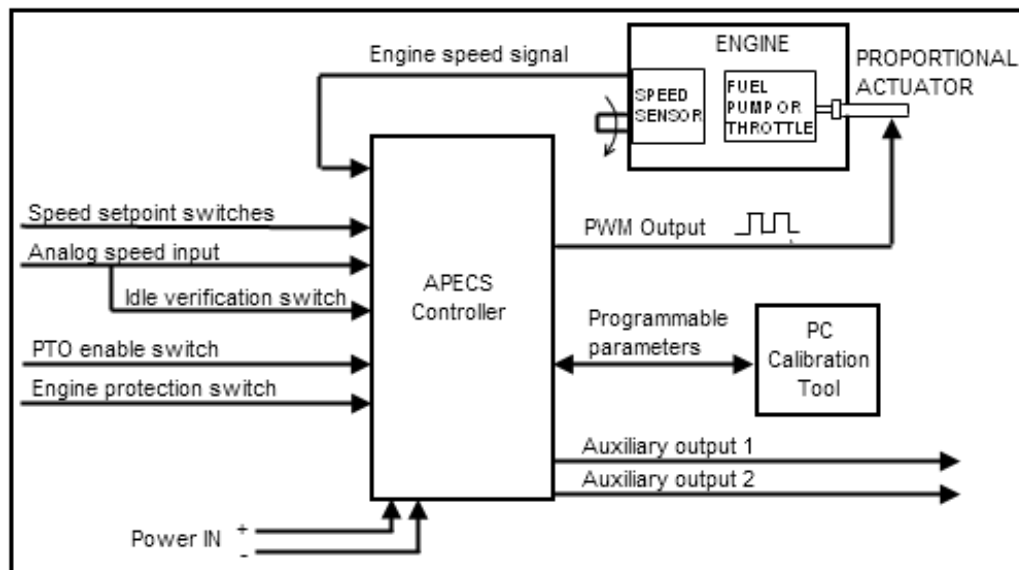 ENGINE
Engine speed signal
PROPORTIONAL
ACTUATOR
SPEED
SENSOR
FUEL
PUMP OR
THROTTLE
Speed setpoint switches
Analog speed input
Idle verification switch
PTO enable switch
Engine protection switch
APECS
Controller
PWM Output
Programmable
parameters
PC
Calibration
Tool
Auxiliary output 1
Auxiliary output 2
Power IN
+
-